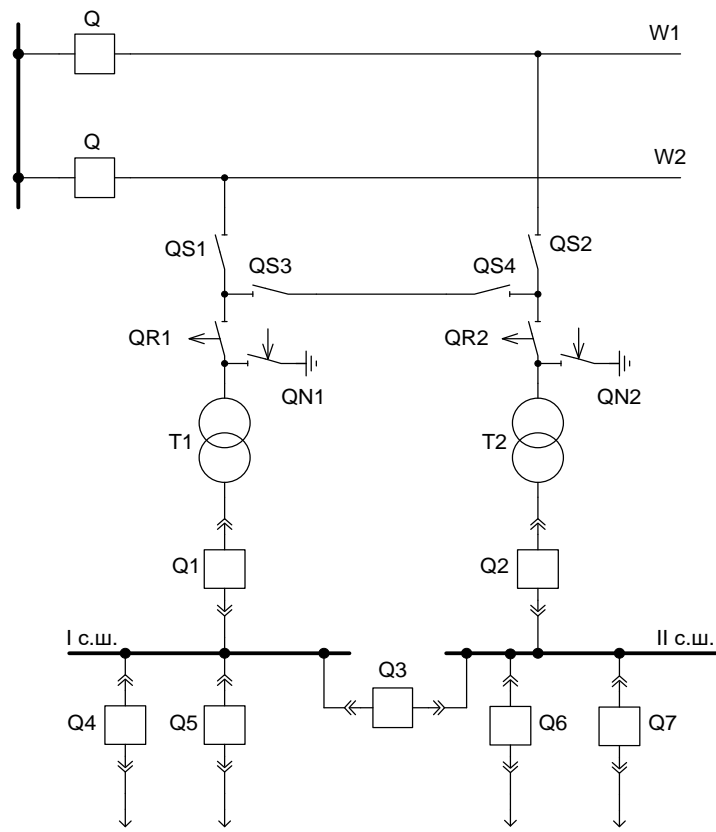 Q
W1
Q
W2
QS1
QS2
QS3
QS4
QR1
QR2
QN1
QN2
T1
T2
Q1
Q2
I с.ш.
II с.ш.
Q3
Q4
Q5
Q6
Q7